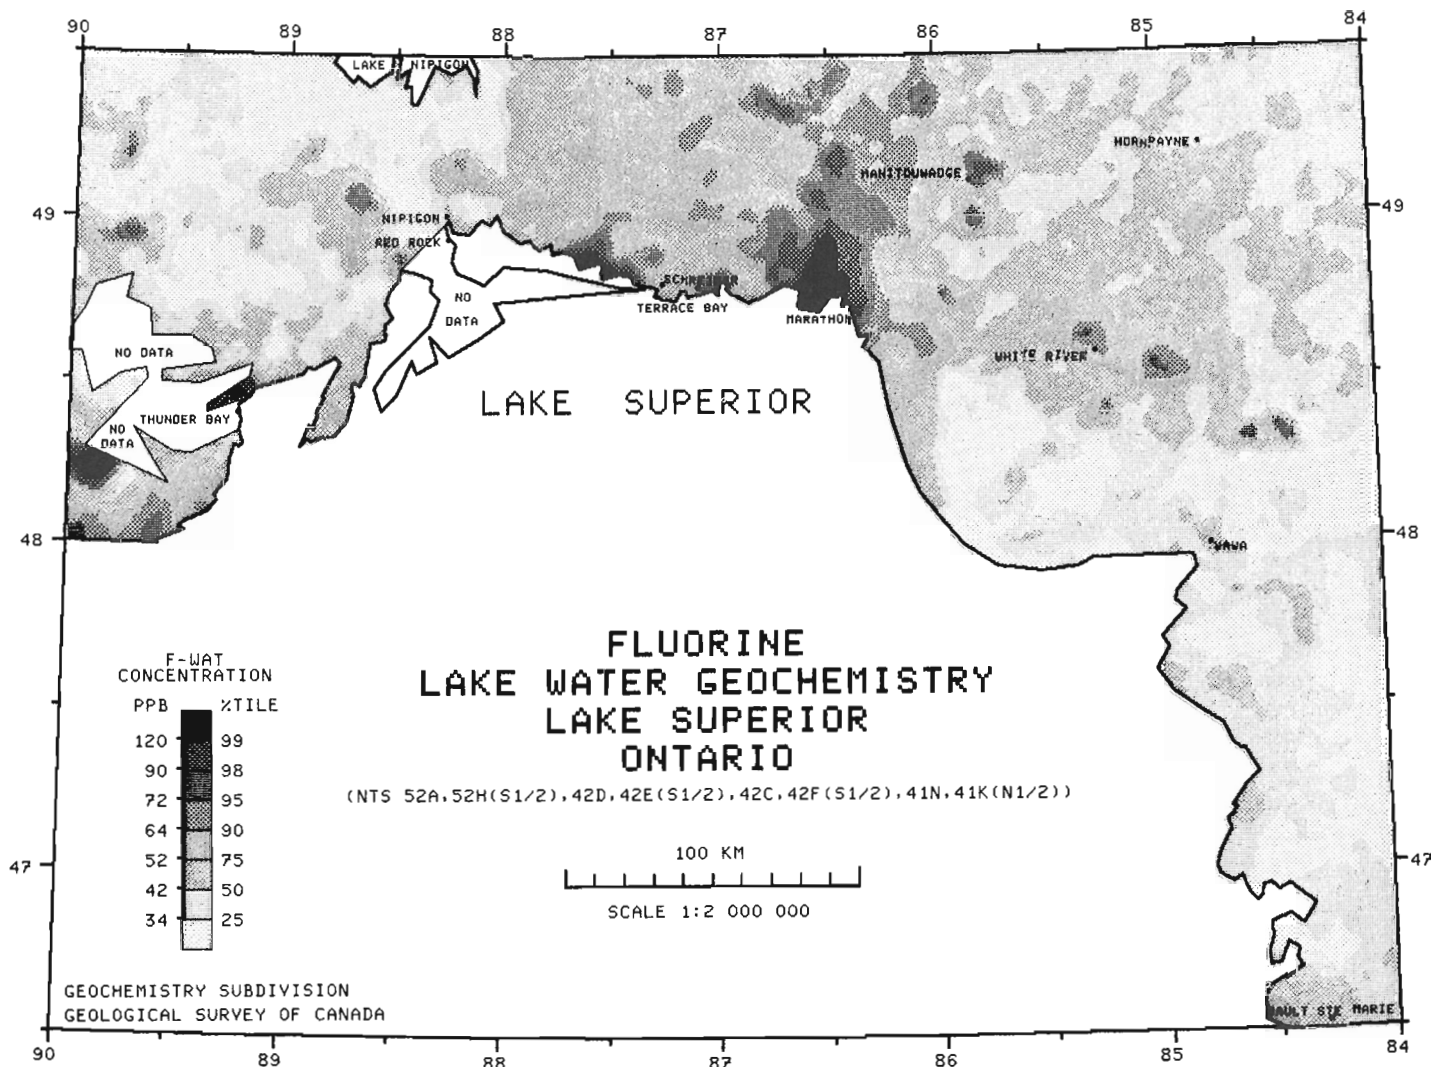 90 89 88 87 86 85 84
LAKE NIPIGON
HORNEPAYNE
MANITOUWADGE
49 49
NIPIGON
RED ROCK
SCHREIBER
NO DATA
TERRACE BAY
MARATHON
NO DATA
WHITE RIVER
LAKE SUPERIOR
THUNDER BAY
NO DATA
48 48
WAWA
FLUORINE
LAKE WATER GEOCHEMISTRY
LAKE SUPERIOR
ONTARIO
(NTS 52A,52H(S1/2),42D,42E(S1/2),42C,42F(S1/2),41N,41K(N1/2))
F-WAT
CONCENTRATION
PPB %TILE
120 99
90 98
72 95
64 90
52 75
42 50
34 25
47 47
100 KM
SCALE 1:2 000 000
GEOCHEMISTRY SUBDIVISION
GEOLOGICAL SURVEY OF CANADA
SAULT STE MARIE
90 89 88 87 86 85 84